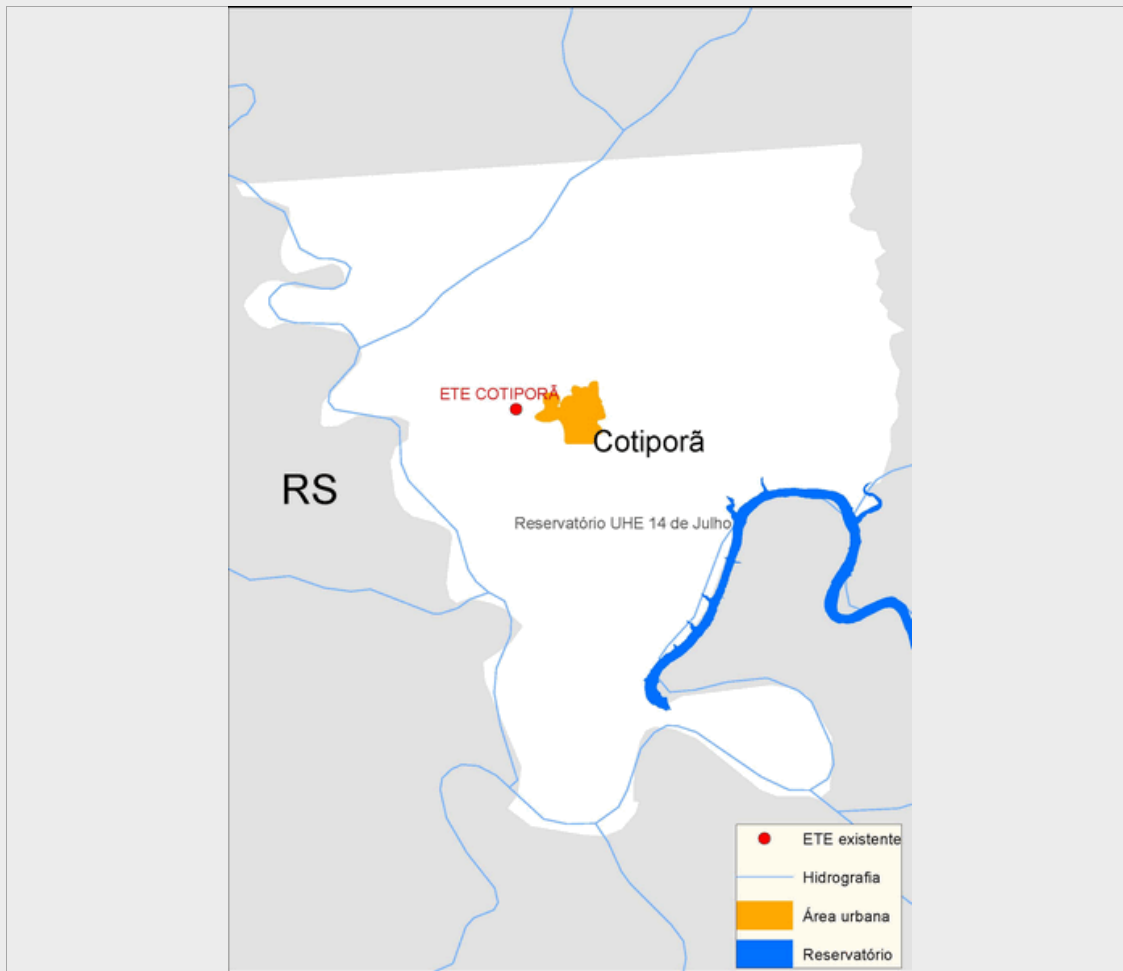 ETE COTIPORÃ
Cotiporã
RS
Reservatório UHE 14 de Julho
ETE existente
Hidrografia
Área urbana
Reservatório